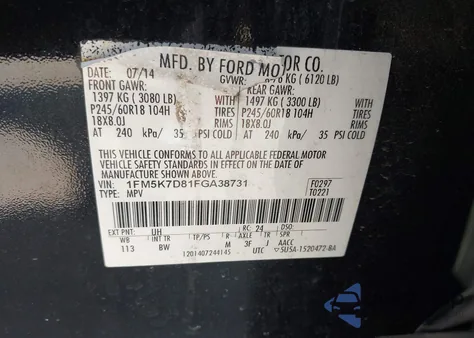 MFD. BY FORD MOTOR CO.
DATE: 07/14 GVWR: KG (6120 LB)
FRONT GAWR: REAR GAWR:
1397 KG (3080 LB) WITH 1497 KG (3300 LB) WITH
P245/60R18 104H TIRES P245/60R18 104H TIRES
18X8.0J RIMS 18X8.0J RIMS
AT 240 kPa/ 35 PSI COLD AT 240 kPa/ 35 PSI COLD
THIS VEHICLE CONFORMS TO ALL APPLICABLE FEDERAL MOTOR
VEHICLE SAFETY STANDARDS IN EFFECT ON THE DATE OF
MANUFACTURE SHOWN ABOVE.
VIN: 1FM5K7D81FGA38731 F0297
TYPE: MPV T0221
EXT PNT: UH RC: 24 DSO:
WB INT TR TP/PS R AXLE TR SPR
113 BW M 3F J AACC
1201407244145 UTC 5U5A-1520472-BA